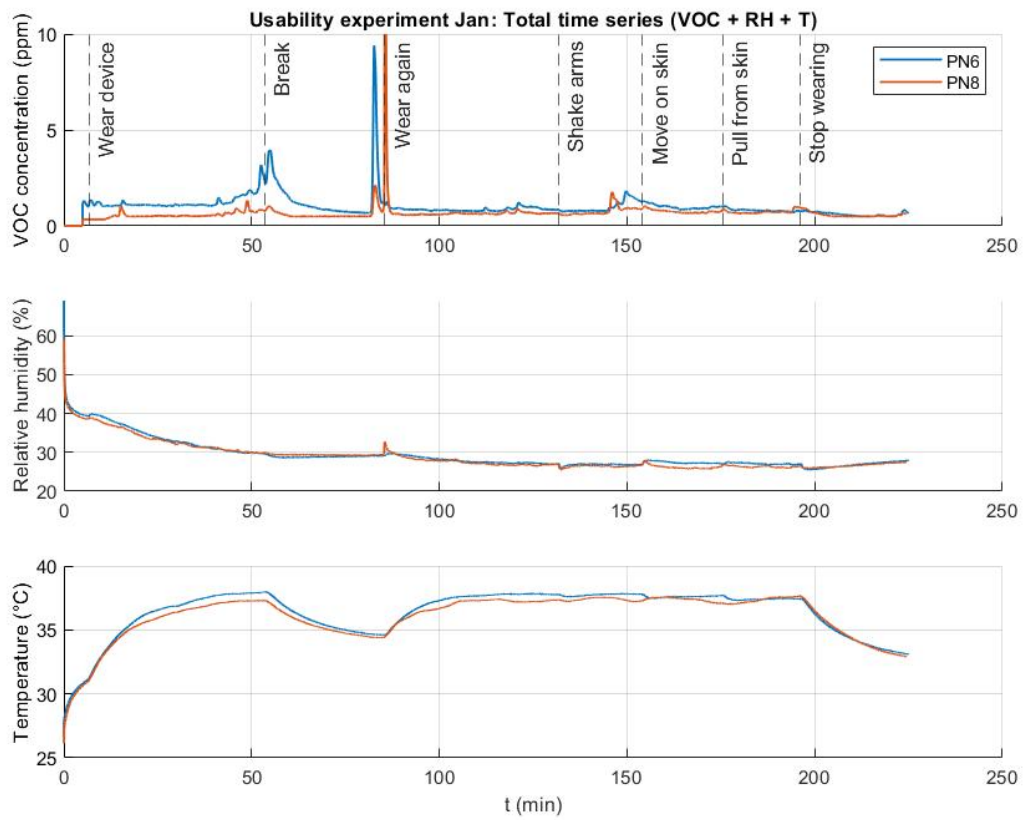 Usability experiment Jan: Total time series (VOC + RH + T)
VOC concentration (ppm)
10
5
0
Wear device
Break
Wear again
Shake arms
Move on skin
Pull from skin
Stop wearing
PN6
PN8
0 50 100 150 200 250
Relative humidity (%)
60
50
40
30
20
0 50 100 150 200 250
Temperature (°C)
40
35
30
25
0 50 100 150 200 250
t (min)